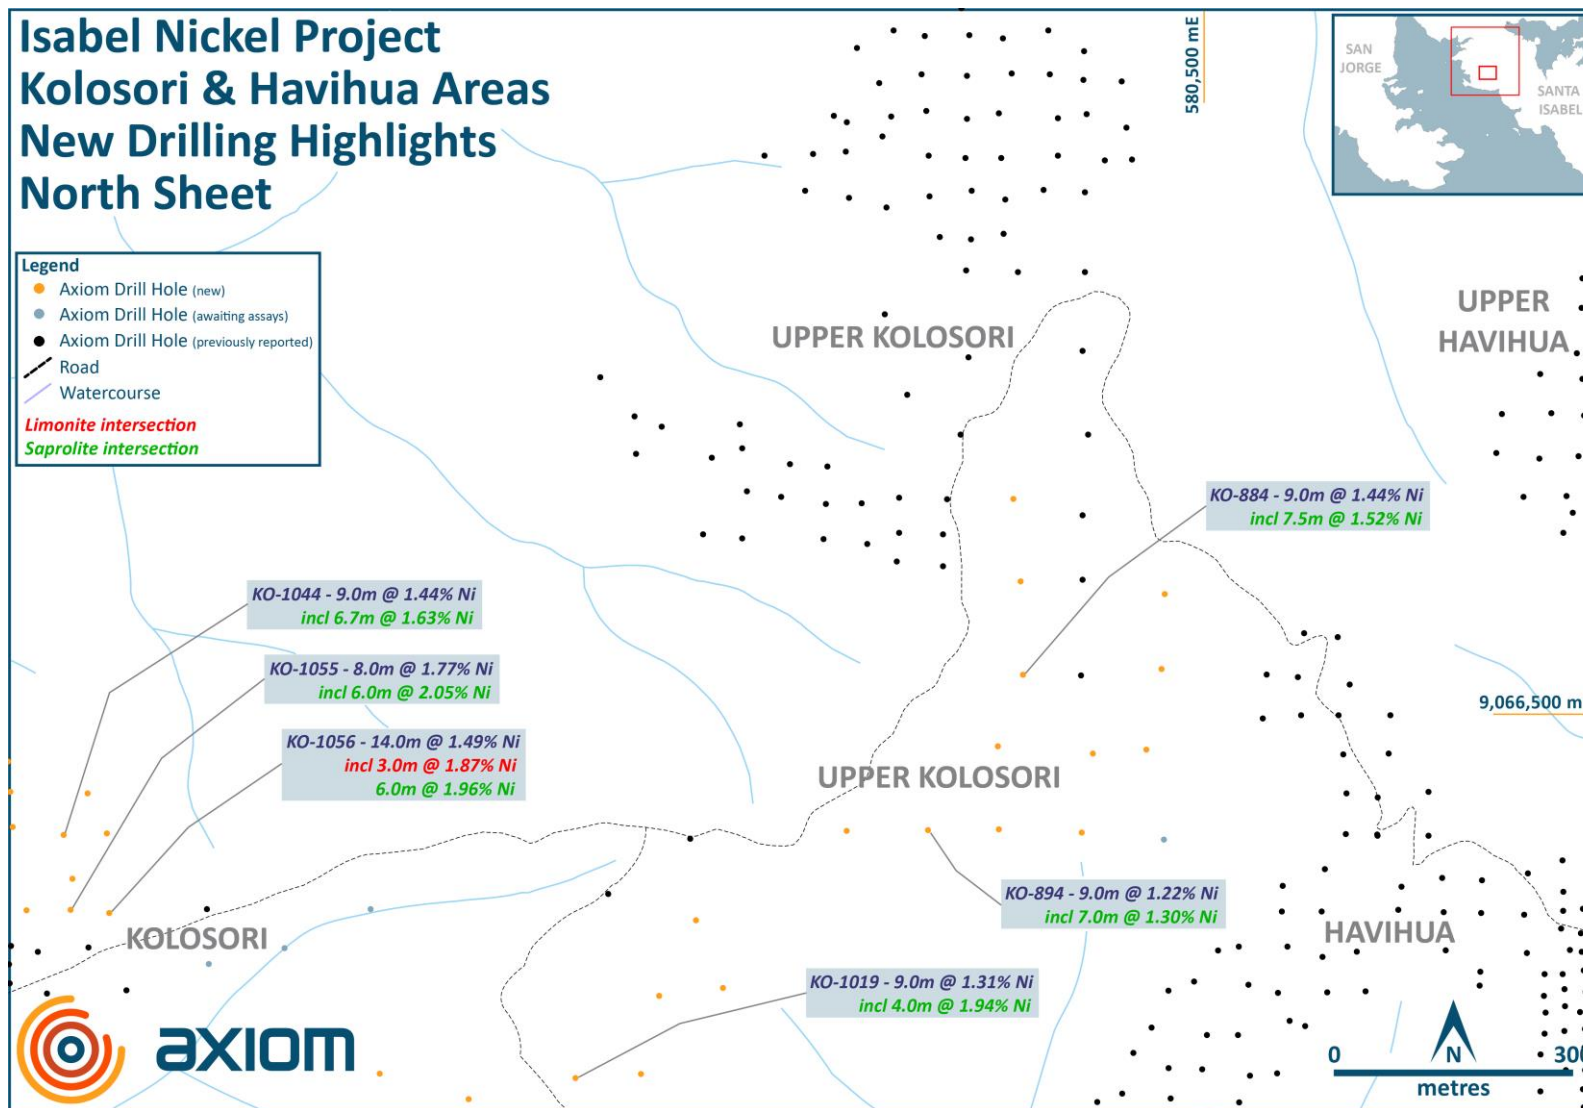 Isabel Nickel Project
Kolosori & Havihua Areas
New Drilling Highlights
North Sheet
580,500 mE
SAN
JORGE
SANTA
ISABEL
Legend
Axiom Drill Hole (new)
Axiom Drill Hole (awaiting assays)
Axiom Drill Hole (previously reported)
Road
Watercourse
Limonite intersection
Saprolite intersection
UPPER KOLOSORI
UPPER
HAVIHUA
KO-884 - 9.0m @ 1.44% Ni
incl 7.5m @ 1.52% Ni
KO-1044 - 9.0m @ 1.44% Ni
incl 6.7m @ 1.63% Ni
KO-1055 - 8.0m @ 1.77% Ni
incl 6.0m @ 2.05% Ni
9,066,500 m
KO-1056 - 14.0m @ 1.49% Ni
incl 3.0m @ 1.87% Ni
6.0m @ 1.96% Ni
UPPER KOLOSORI
KO-894 - 9.0m @ 1.22% Ni
incl 7.0m @ 1.30% Ni
KOLOSORI
HAVIHUA
KO-1019 - 9.0m @ 1.31% Ni
incl 4.0m @ 1.94% Ni
axiom
N
0 300
metres